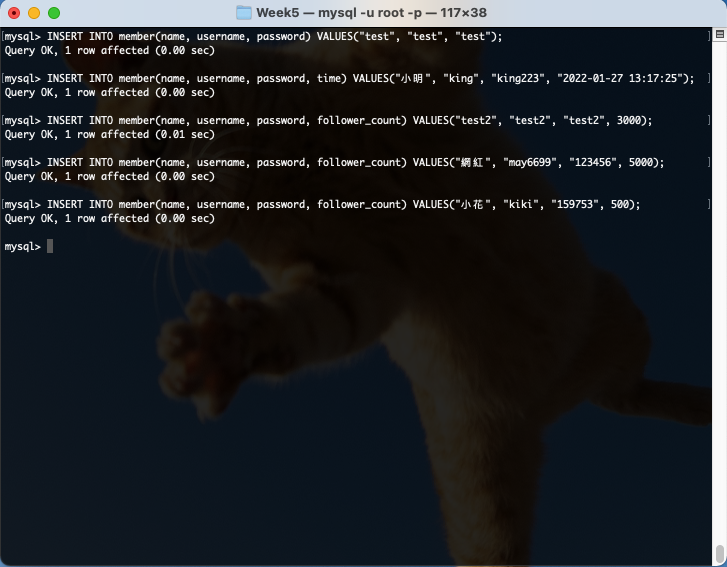 Week5 — mysql -u root -p — 117×38
mysql> INSERT INTO member(name, username, password) VALUES("test", "test", "test");
Query OK, 1 row affected (0.00 sec)
mysql> INSERT INTO member(name, username, password, time) VALUES("小明", "king", "king223", "2022-01-27 13:17:25");
Query OK, 1 row affected (0.00 sec)
mysql> INSERT INTO member(name, username, password, follower_count) VALUES("test2", "test2", "test2", 3000);
Query OK, 1 row affected (0.01 sec)
mysql> INSERT INTO member(name, username, password, follower_count) VALUES("網紅", "may6699", "123456", 5000);
Query OK, 1 row affected (0.00 sec)
mysql> INSERT INTO member(name, username, password, follower_count) VALUES("小花", "kiki", "159753", 500);
Query OK, 1 row affected (0.00 sec)
mysql>